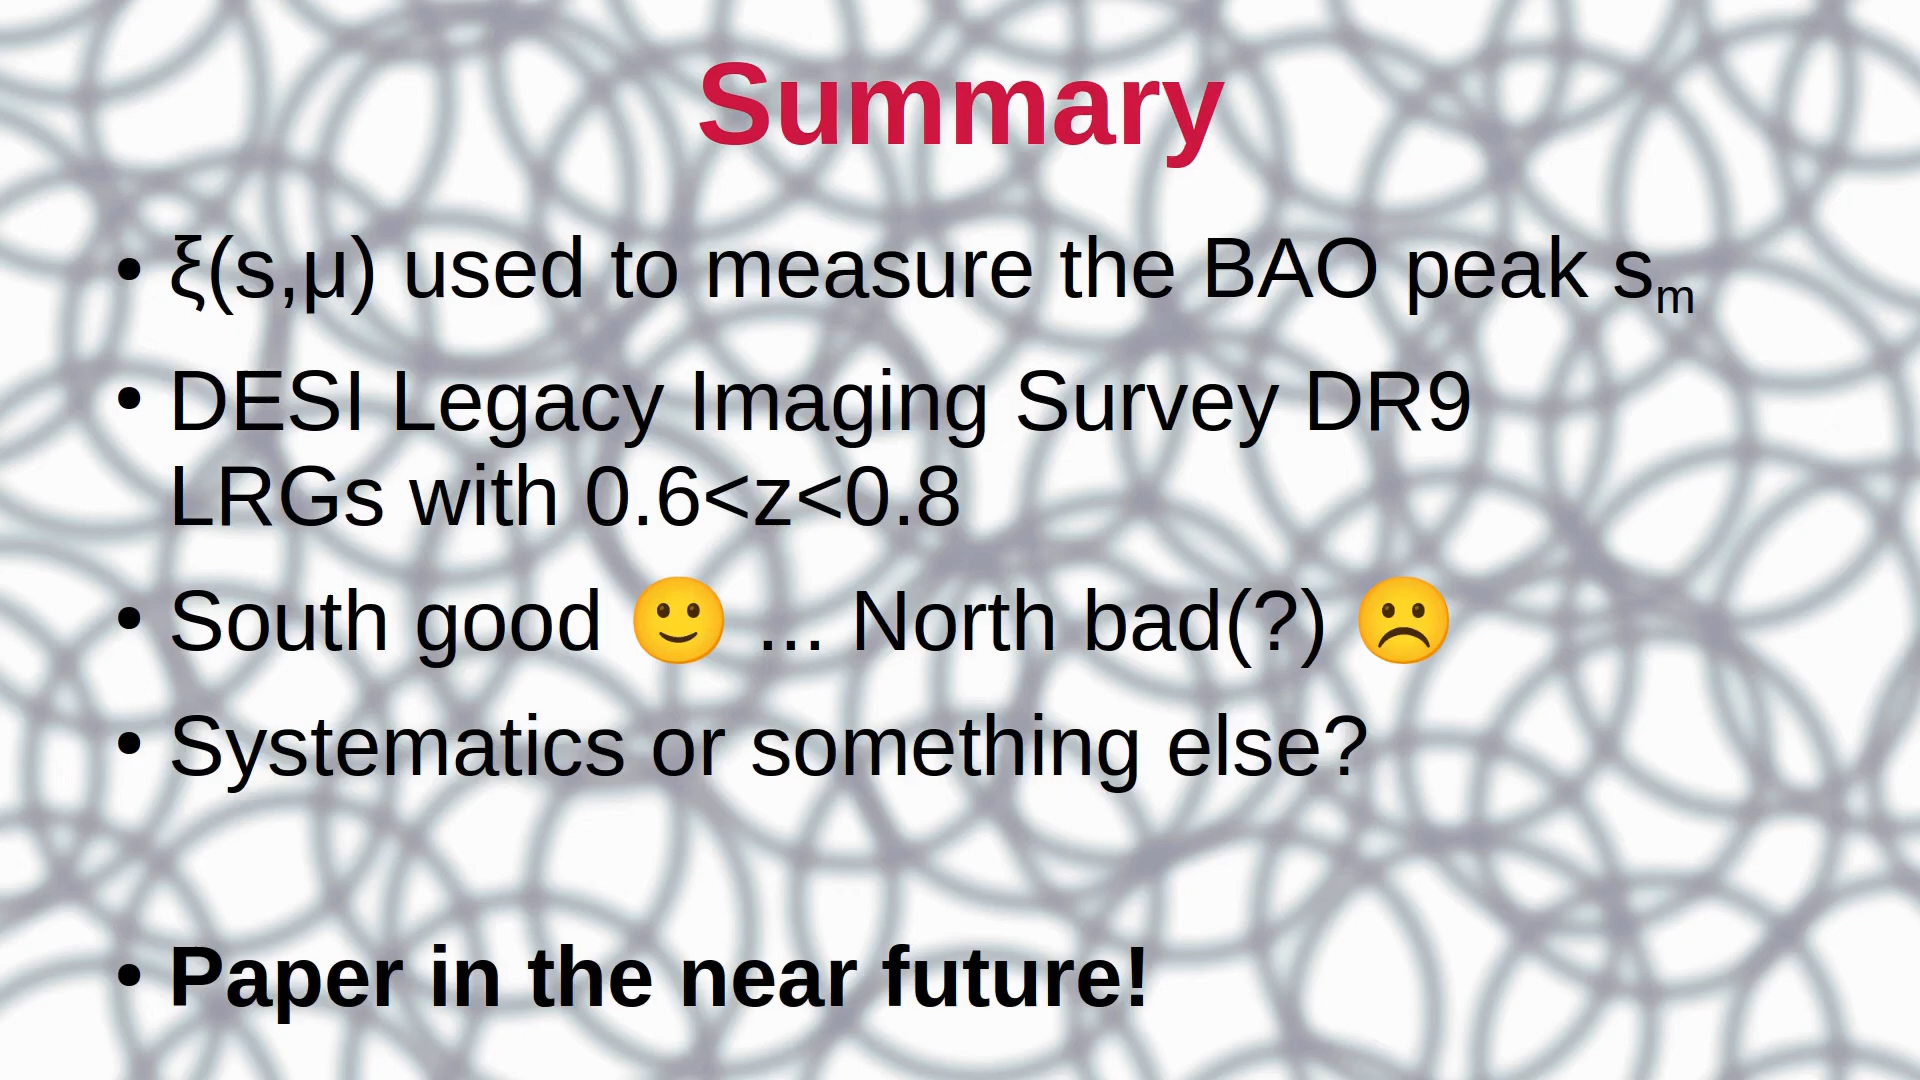 Summary
• ξ(s,μ) used to measure the BAO peak sₘ
• DESI Legacy Imaging Survey DR9
LRGs with 0.6<z<0.8
• South good 🙂 ... North bad(?) ☹️
• Systematics or something else?
• Paper in the near future!